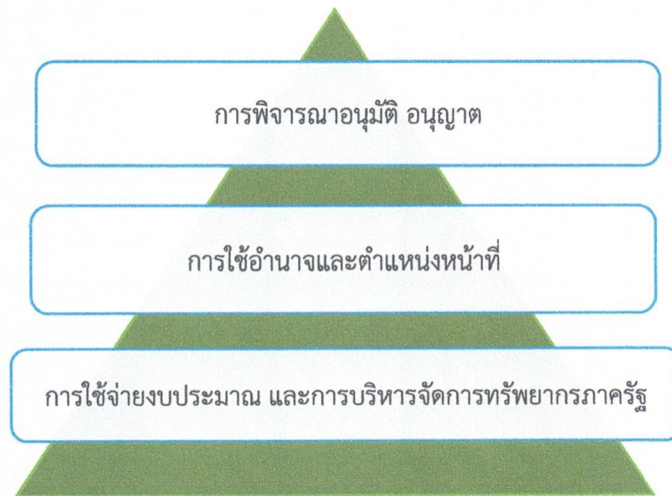 การพิจารณาอนุมัติ อนุญาต
การใช้อำนาจและตำแหน่งหน้าที่
การใช้จ่ายงบประมาณ และการบริหารจัดการทรัพยากรภาครัฐ